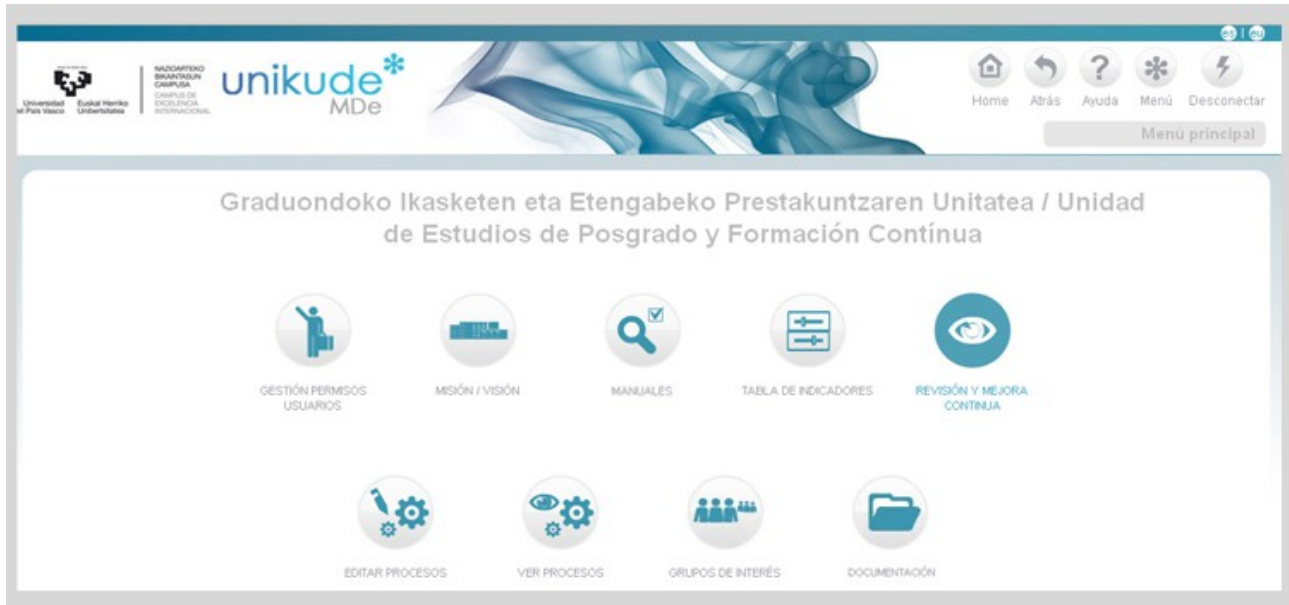 es | eu
NAZIOARTEKO
BIKAINTASUN
CAMPUSA
CAMPUS DE
EXCELENCIA
INTERNACIONAL
Universidad Euskal Herriko
del País Vasco Unibertsitatea
unikude
MDe
Home Atrás Ayuda Menú Desconectar
Menú principal
Graduondoko Ikasketen eta Etengabeko Prestakuntzaren Unitatea / Unidad
de Estudios de Posgrado y Formación Contínua
GESTIÓN PERMISOS
USUARIOS
MISIÓN / VISIÓN
MANUALES
TABLA DE INDICADORES
REVISIÓN Y MEJORA
CONTINUA
EDITAR PROCESOS
VER PROCESOS
GRUPOS DE INTERÉS
DOCUMENTACIÓN